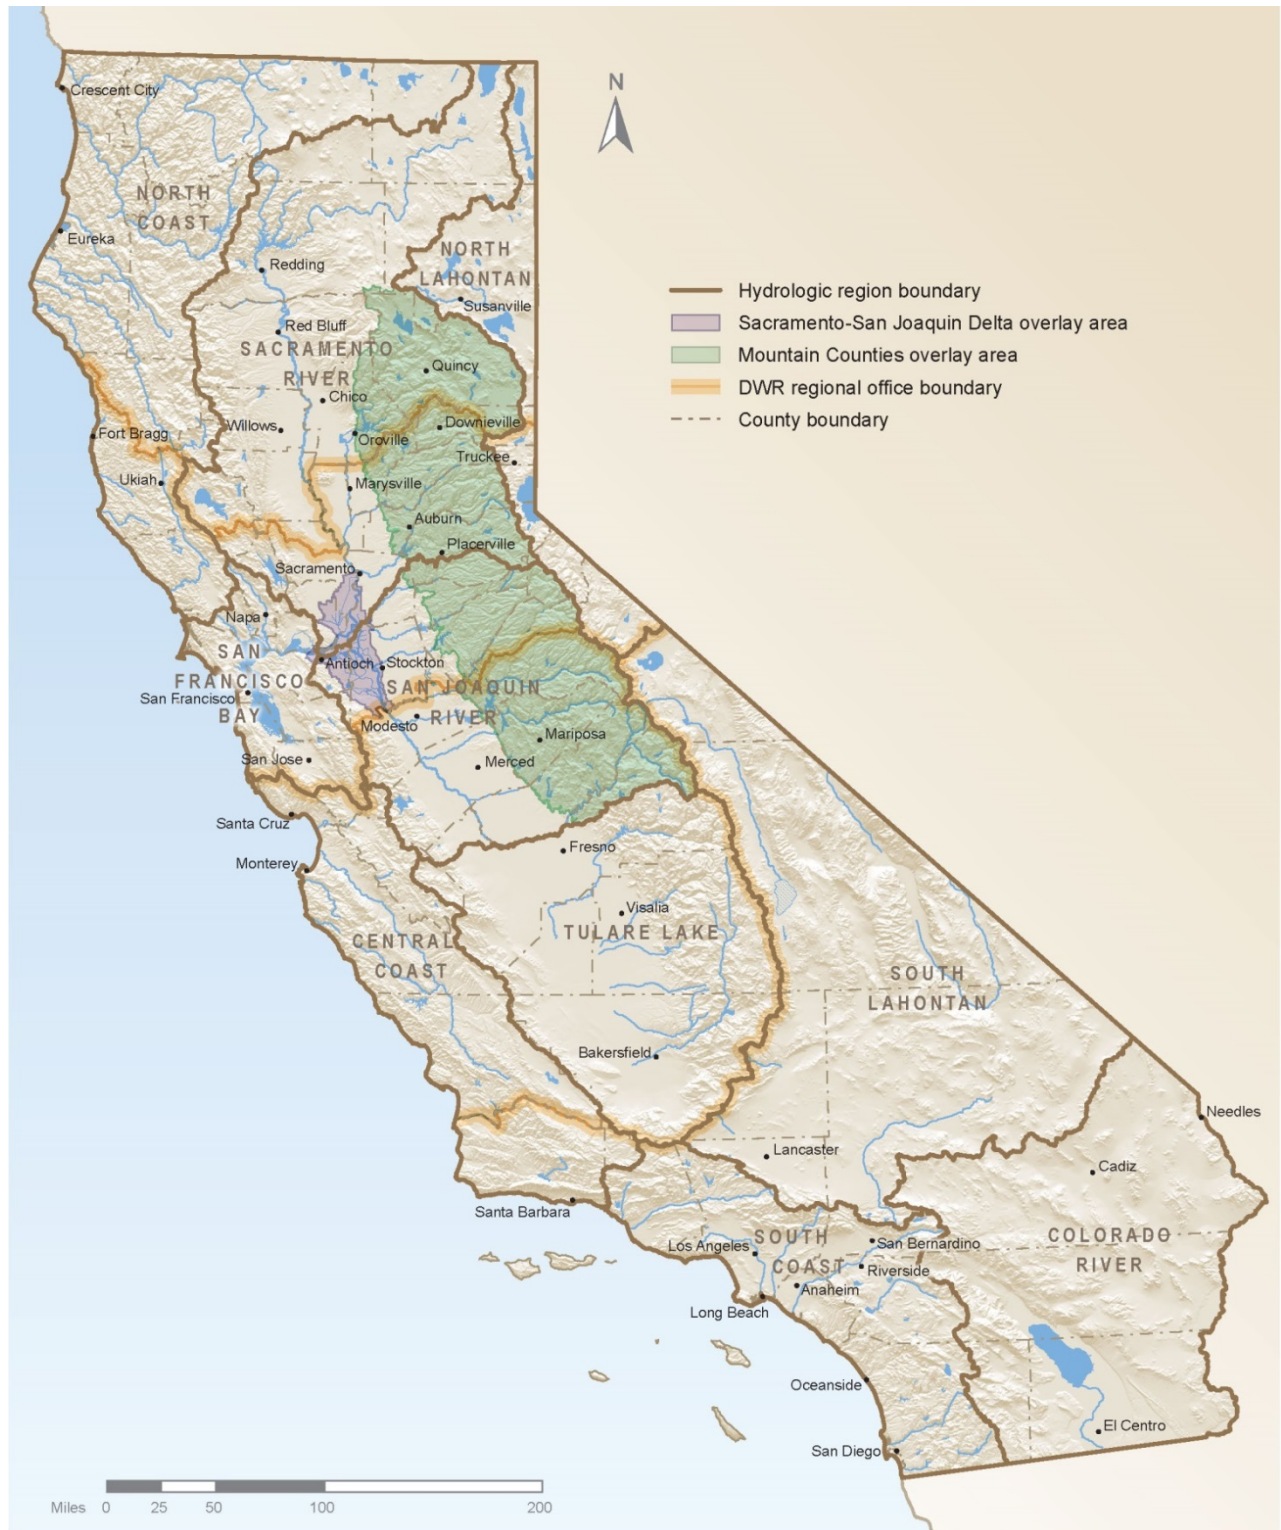 N
Crescent City
NORTH
COAST
Eureka
Redding
NORTH
LAHONTAN
Susanville
Hydrologic region boundary
Sacramento-San Joaquin Delta overlay area
Mountain Counties overlay area
DWR regional office boundary
County boundary
Red Bluff
SACRAMENTO
RIVER
Quincy
Chico
Willows
Oroville
Downieville
Fort Bragg
Truckee
Ukiah
Marysville
Auburn
Placerville
Sacramento
Napa
SAN
FRANCISCO
BAY
Antioch
Stockton
San Francisco
SAN JOAQUIN
RIVER
Modesto
Mariposa
San Jose
Merced
Santa Cruz
Monterey
Fresno
Visalia
TULARE LAKE
CENTRAL
COAST
SOUTH
LAHONTAN
Bakersfield
Needles
Lancaster
Cadiz
Santa Barbara
Los Angeles
SOUTH
COAST
San Bernardino
Riverside
Anaheim
Long Beach
COLORADO
RIVER
Oceanside
El Centro
San Diego
Miles 0 25 50 100 200